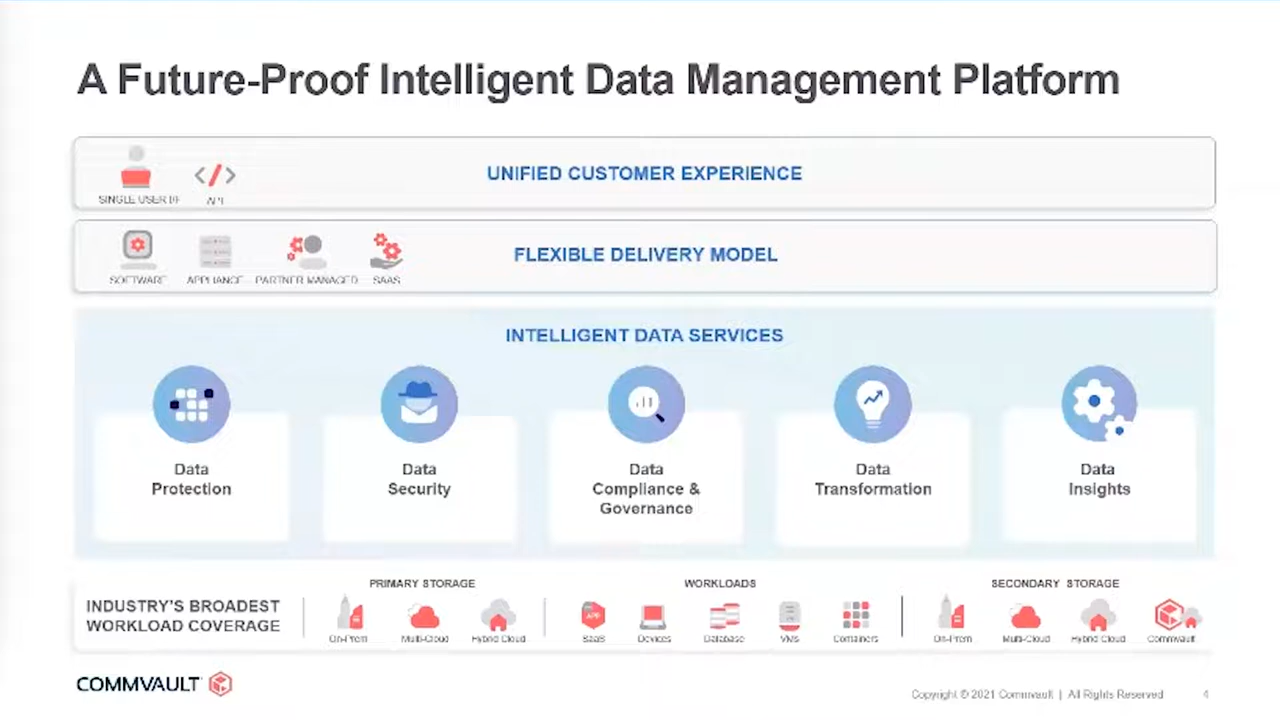 A Future-Proof Intelligent Data Management Platform
UNIFIED CUSTOMER EXPERIENCE
SINGLE USER I/F
API
FLEXIBLE DELIVERY MODEL
SOFTWARE
APPLIANCE
PARTNER MANAGED
SAAS
INTELLIGENT DATA SERVICES
Data
Protection
Data
Security
Data
Compliance &
Governance
Data
Transformation
Data
Insights
INDUSTRY'S BROADEST
WORKLOAD COVERAGE
PRIMARY STORAGE
On-Prem
Multi-Cloud
Hybrid Cloud
WORKLOADS
APP
SaaS
Devices
Database
VMs
Containers
SECONDARY STORAGE
On-Prem
Multi-Cloud
Hybrid Cloud
Commvault
COMMVAULT
Copyright © 2021 Commvault | All Rights Reserved
4